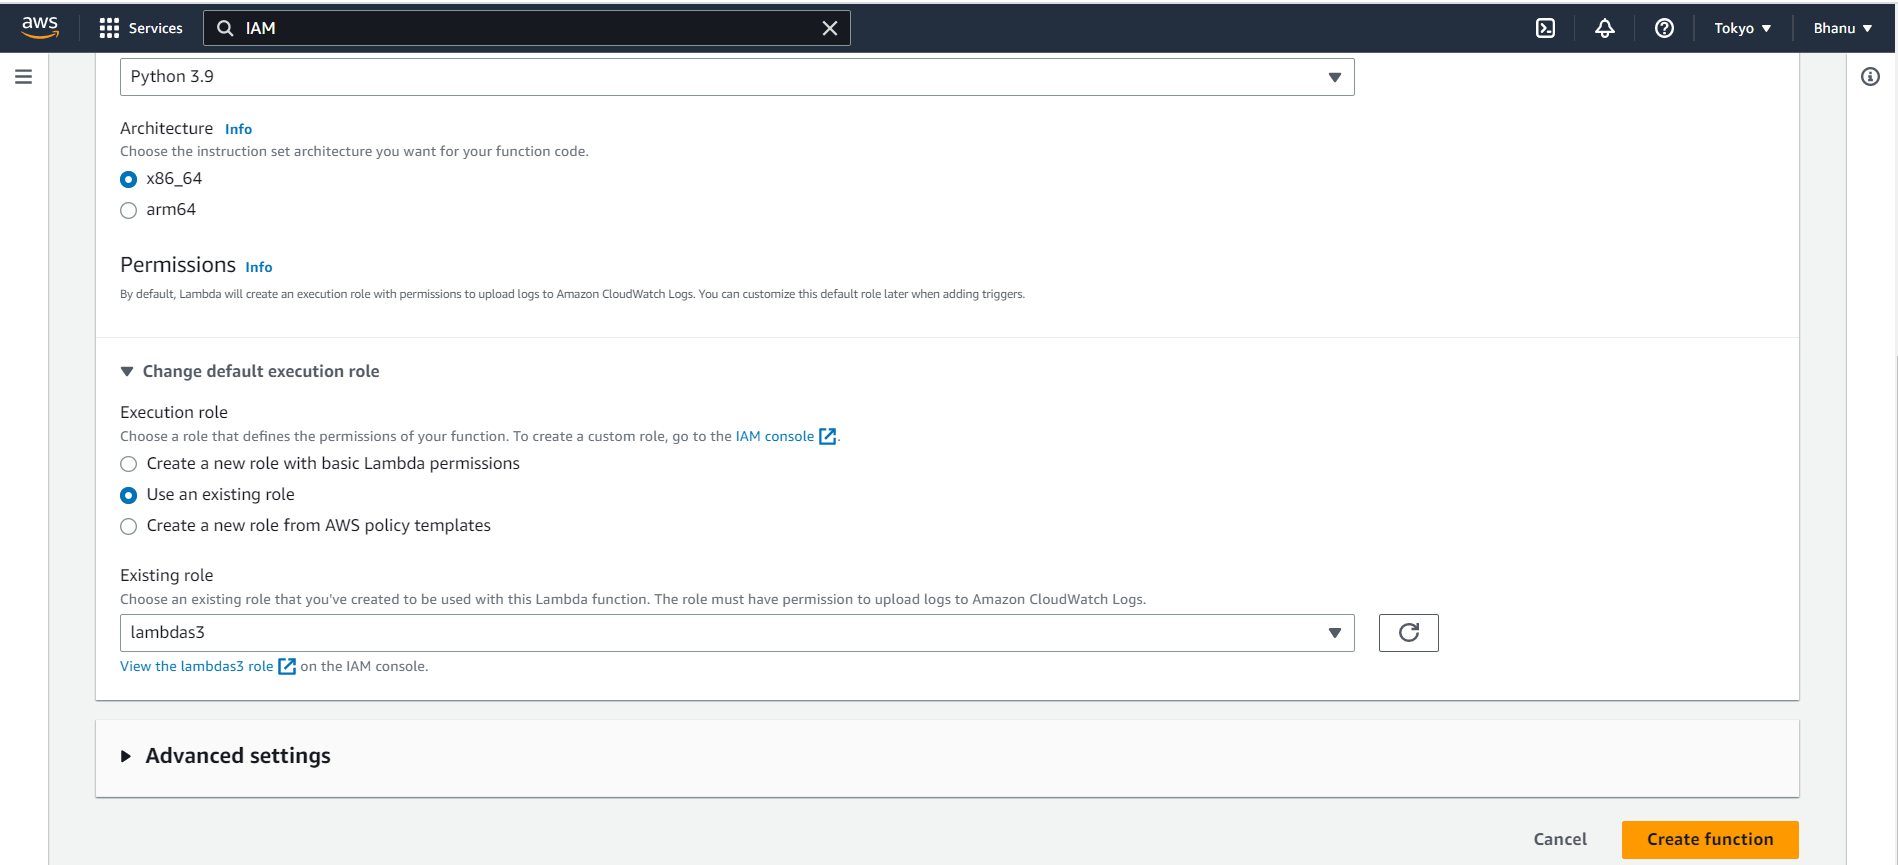 aws Services IAM Tokyo Bhanu
Python 3.9
Architecture Info
Choose the instruction set architecture you want for your function code.
x86_64
arm64
Permissions Info
By default, Lambda will create an execution role with permissions to upload logs to Amazon CloudWatch Logs. You can customize this default role later when adding triggers.
Change default execution role
Execution role
Choose a role that defines the permissions of your function. To create a custom role, go to the IAM console.
Create a new role with basic Lambda permissions
Use an existing role
Create a new role from AWS policy templates
Existing role
Choose an existing role that you've created to be used with this Lambda function. The role must have permission to upload logs to Amazon CloudWatch Logs.
lambdas3
View the lambdas3 role on the IAM console.
Advanced settings
Cancel Create function